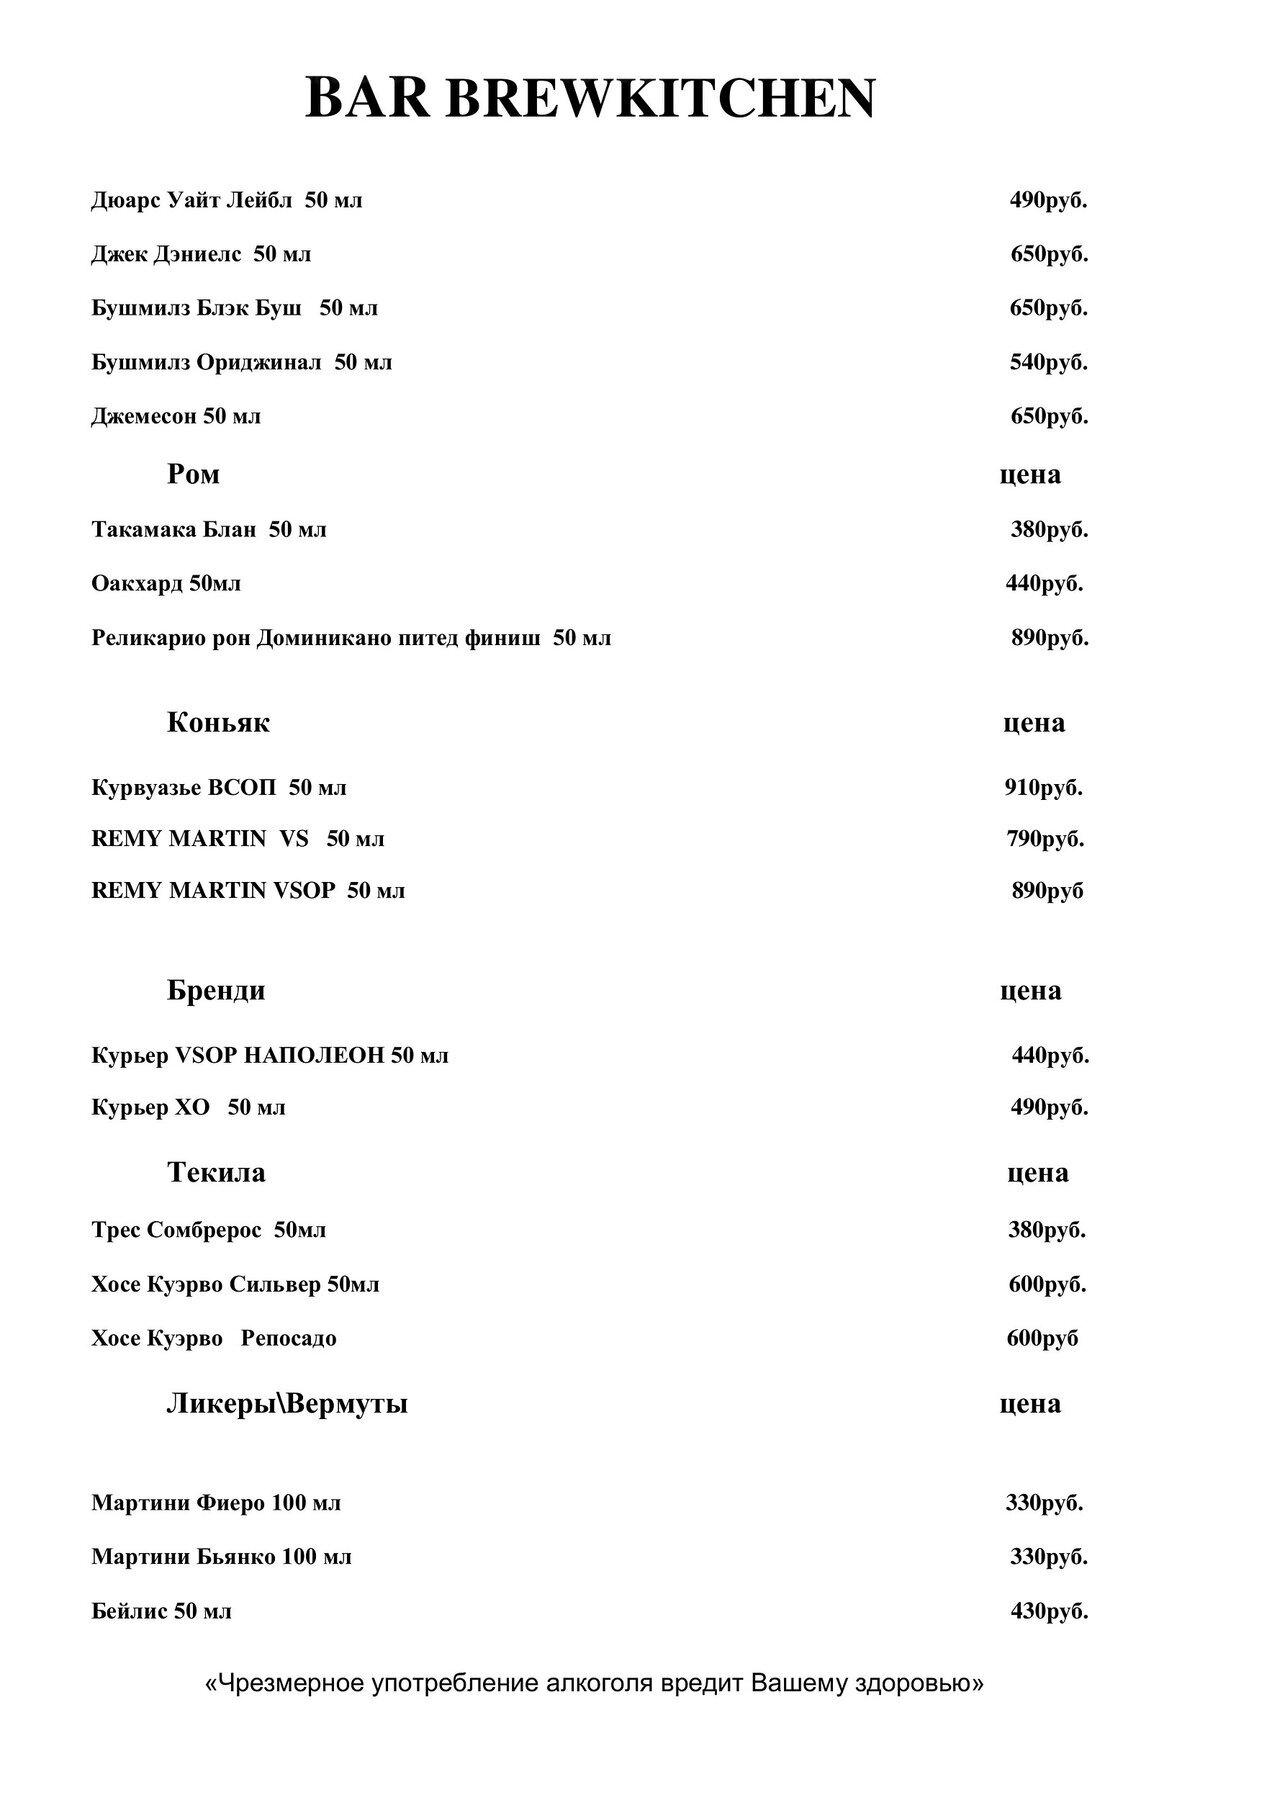 BAR BREWKITCHEN
Дюарс Уайт Лейбл 50 мл 490руб.
Джек Дэниелс 50 мл 650руб.
Бушмилз Блэк Буш 50 мл 650руб.
Бушмилз Ориджинал 50 мл 540руб.
Джемесон 50 мл 650руб.
Ром цена
Такамака Блан 50 мл 380руб.
Оакхард 50мл 440руб.
Реликарио рон Доминикано питед финиш 50 мл 890руб.
Коньяк цена
Курвуазье ВСОП 50 мл 910руб.
REMY MARTIN VS 50 мл 790руб.
REMY MARTIN VSOP 50 мл 890руб
Бренди цена
Курьер VSOP НАПОЛЕОН 50 мл 440руб.
Курьер ХО 50 мл 490руб.
Текила цена
Трес Сомбрерос 50мл 380руб.
Хосе Куэрво Сильвер 50мл 600руб.
Хосе Куэрво Репосадо 600руб
Ликеры\Вермуты цена
Мартини Фиеро 100 мл 330руб.
Мартини Бьянко 100 мл 330руб.
Бейлис 50 мл 430руб.
«Чрезмерное употребление алкоголя вредит Вашему здоровью»